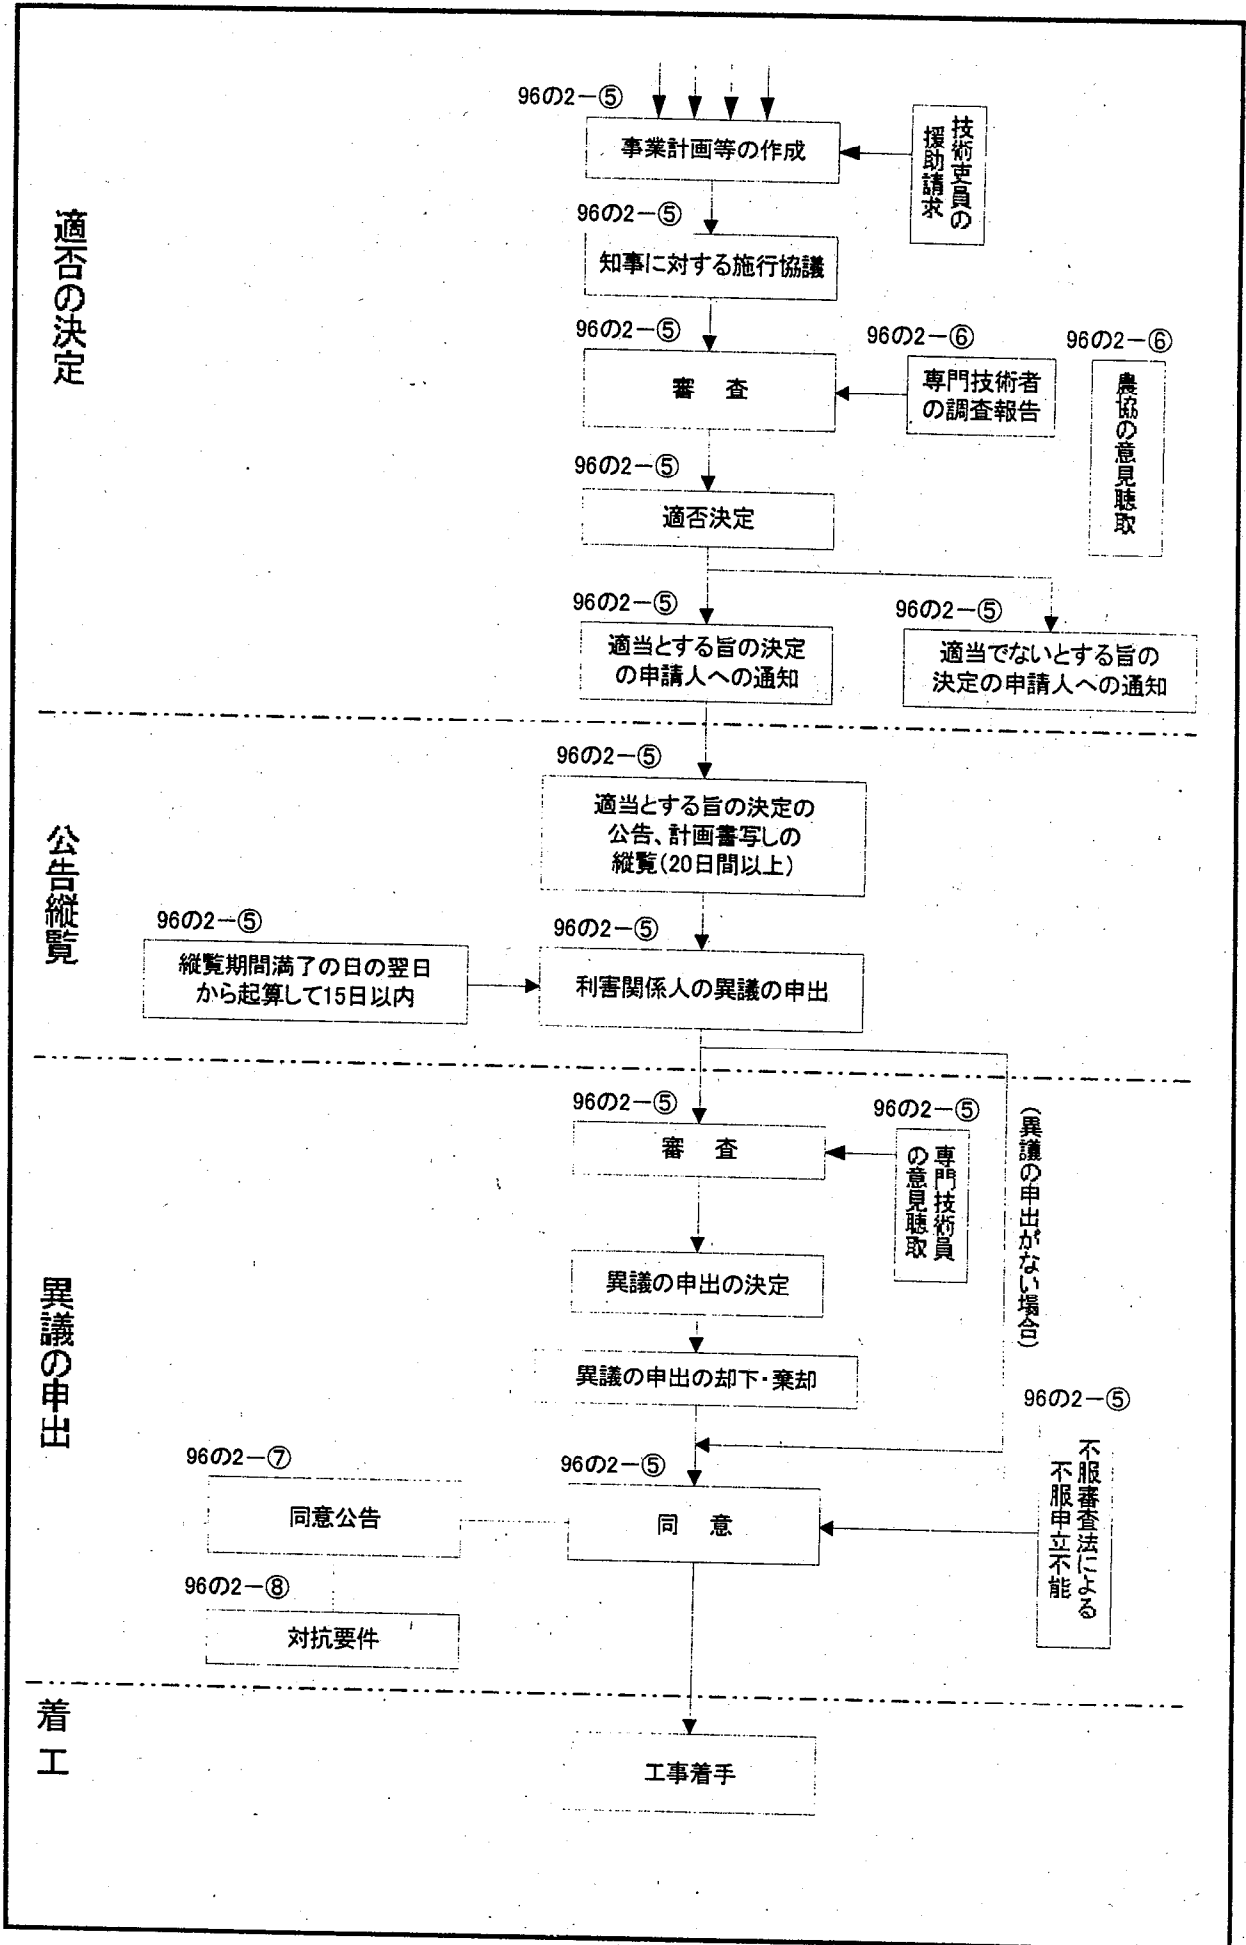 適否の決定
96の2－⑤
事業計画等の作成
技術吏員の
援助請求
96の2－⑤
知事に対する施行協議
96の2－⑤
審　査
96の2－⑥
専門技術者
の調査報告
96の2－⑥
農協の意見聴取
96の2－⑤
適否決定
96の2－⑤
適当とする旨の決定
の申請人への通知
96の2－⑤
適当でないとする旨の
決定の申請人への通知
公告縦覧
96の2－⑤
適当とする旨の決定の
公告、計画書写しの
縦覧(20日間以上)
96の2－⑤
縦覧期間満了の日の翌日
から起算して15日以内
96の2－⑤
利害関係人の異議の申出
異議の申出
96の2－⑤
審　査
96の2－⑤
専門技術員
の意見聴取
(異議の申出がない場合)
異議の申出の決定
異議の申出の却下・棄却
96の2－⑤
同　意
96の2－⑤
不服審査法による
不服申立不能
96の2－⑦
同意公告
96の2－⑧
対抗要件
着工
工事着手